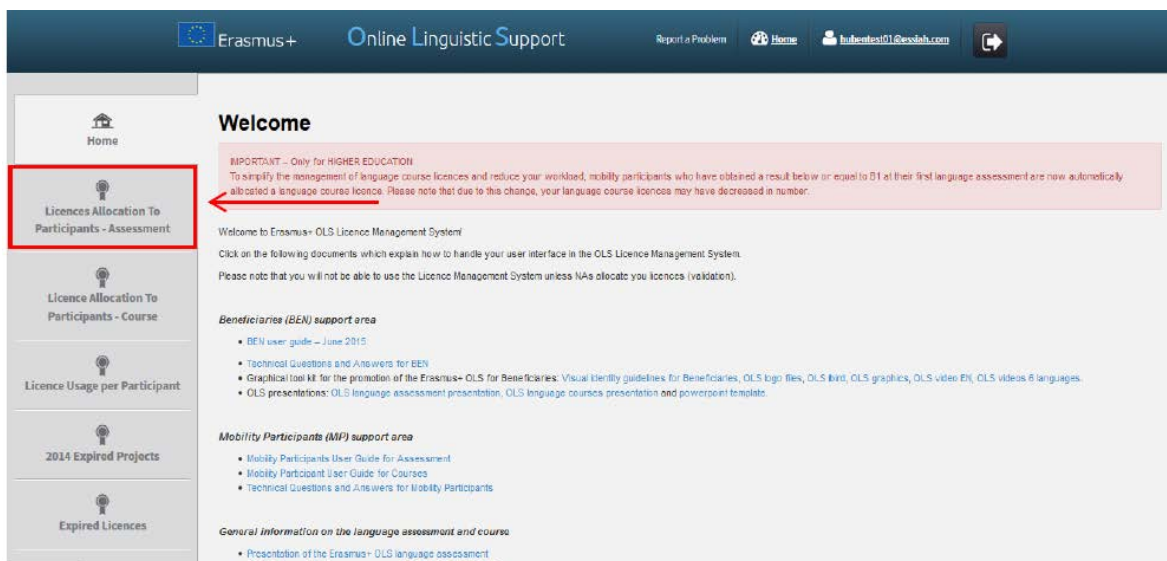 Erasmus+
Online Linguistic Support
Report a Problem
Home
hubentest01@essiah.com
Home
Licences Allocation To
Participants - Assessment
Licence Allocation To
Participants - Course
Licence Usage per Participant
2014 Expired Projects
Expired Licences
Welcome
IMPORTANT – Only for HIGHER EDUCATION
To simplify the management of language course licences and reduce your workload, mobility participants who have obtained a result below or equal to B1 at their first language assessment are now automatically
allocated a language course licence. Please note that due to this change, your language course licences may have decreased in number.
Welcome to Erasmus+ OLS Licence Management System!
Click on the following documents which explain how to handle your user interface in the OLS Licence Management System.
Please note that you will not be able to use the Licence Management System unless NAs allocate you licences (validation).
Beneficiaries (BEN) support area
• BEN user guide – June 2015
• Technical Questions and Answers for BEN
• Graphical tool kit for the promotion of the Erasmus+ OLS for Beneficiaries: Visual identity guidelines for Beneficiaries, OLS logo files, OLS bird, OLS graphics, OLS video EN, OLS videos 6 languages.
• OLS presentations: OLS language assessment presentation, OLS language courses presentation and powerpoint template.
Mobility Participants (MP) support area
• Mobility Participants User Guide for Assessment
• Mobility Participant User Guide for Courses
• Technical Questions and Answers for Mobility Participants
General information on the language assessment and course
• Presentation of the Erasmus+ OLS language assessment